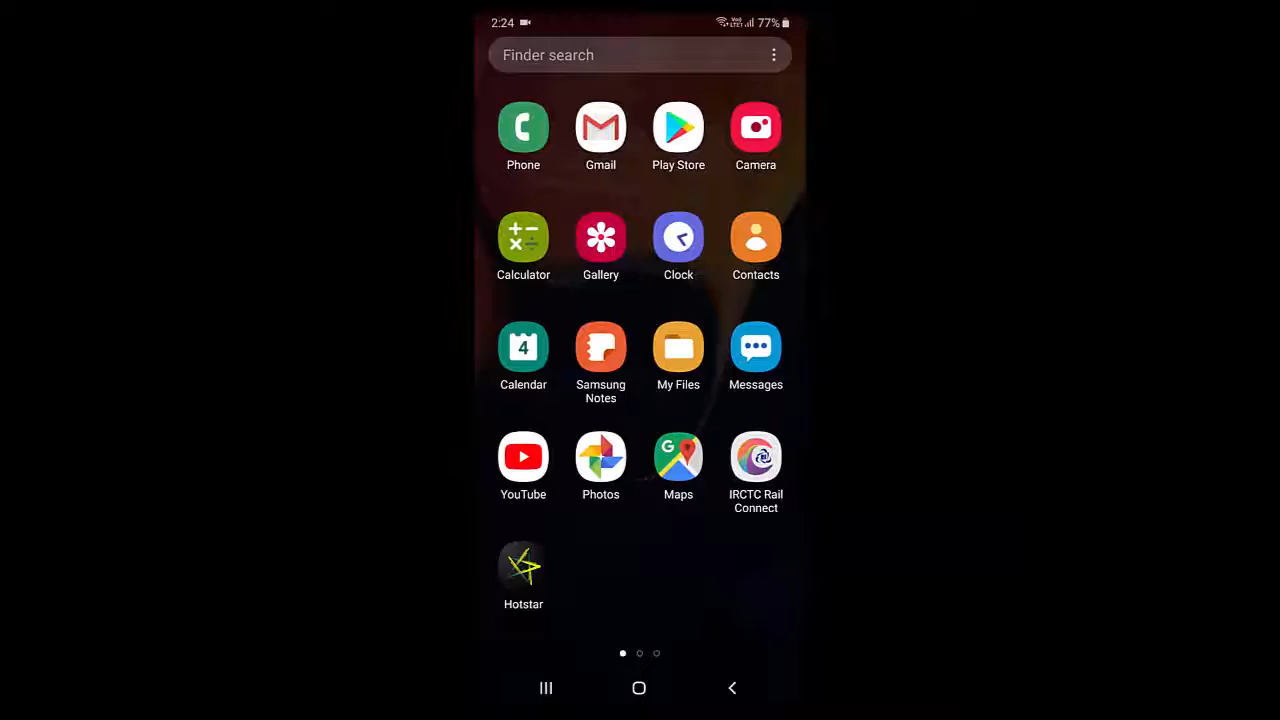 2:24
77%
Finder search
Phone
Gmail
Play Store
Camera
Calculator
Gallery
Clock
Contacts
4
Calendar
Samsung
Notes
My Files
Messages
YouTube
Photos
G
Maps
IRCTC Rail
Connect
Hotstar